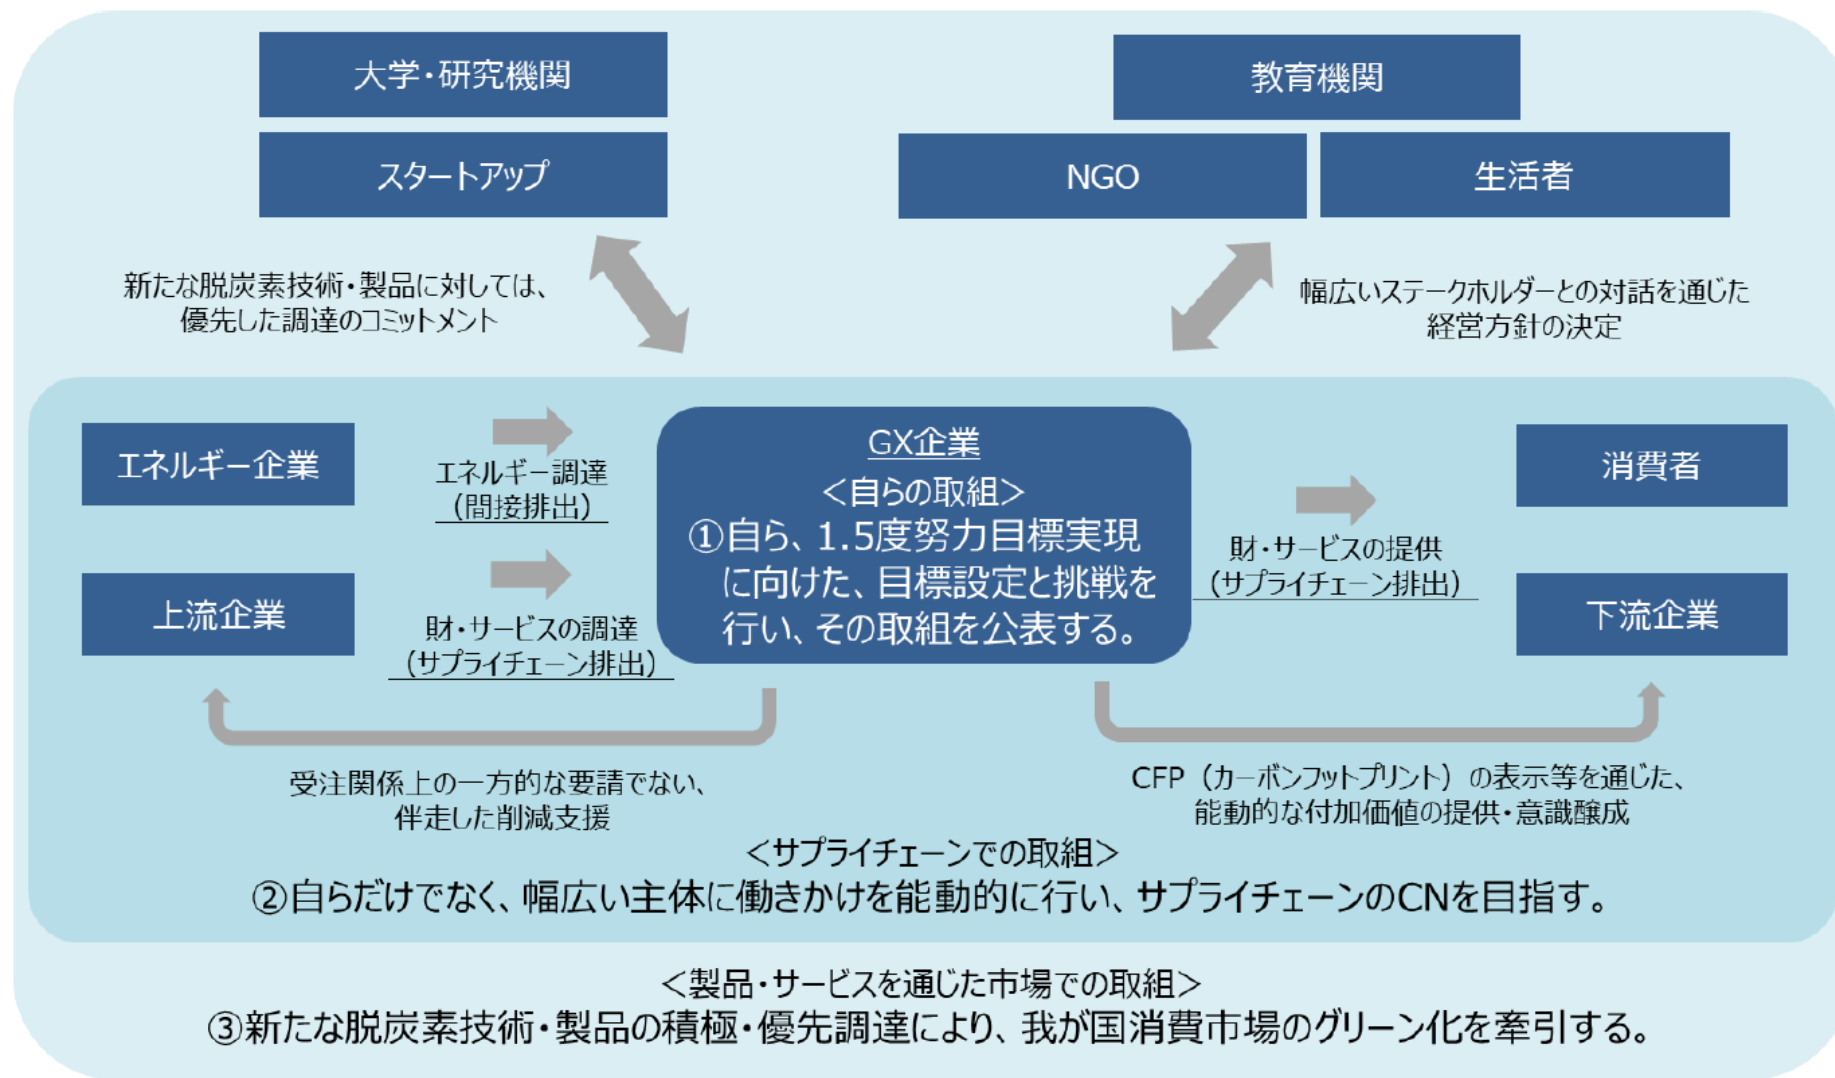 大学・研究機関
スタートアップ
教育機関
NGO
生活者
新たな脱炭素技術・製品に対しては、
優先した調達のコミットメント
幅広いステークホルダーとの対話を通じた
経営方針の決定
エネルギー企業
上流企業
エネルギー調達
（間接排出）
財・サービスの調達
（サプライチェーン排出）
GX企業
＜自らの取組＞
①自ら、1.5度努力目標実現
に向けた、目標設定と挑戦を
行い、その取組を公表する。
財・サービスの提供
（サプライチェーン排出）
消費者
下流企業
受注関係上の一方的な要請でない、
伴走した削減支援
CFP（カーボンフットプリント）の表示等を通じた、
能動的な付加価値の提供・意識醸成
＜サプライチェーンでの取組＞
②自らだけでなく、幅広い主体に働きかけを能動的に行い、サプライチェーンのCNを目指す。
＜製品・サービスを通じた市場での取組＞
③新たな脱炭素技術・製品の積極・優先調達により、我が国消費市場のグリーン化を牽引する。